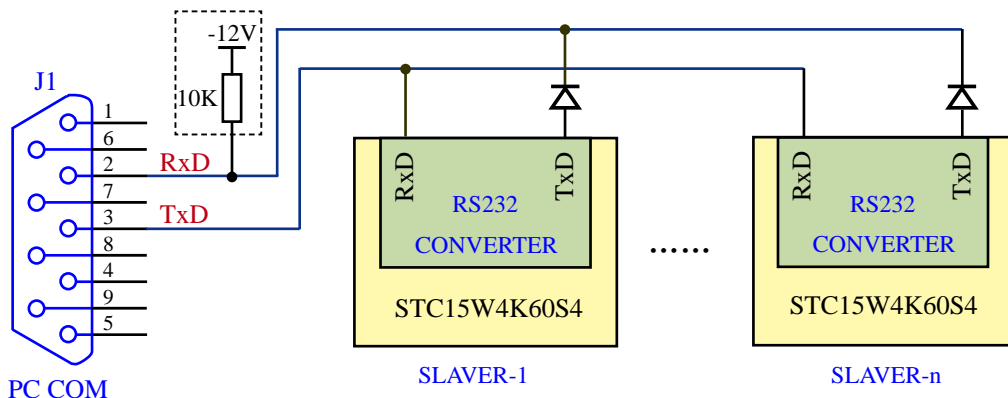 -12V
J1
10K
1
6
2
7
3
8
4
9
5
RxD
TxD
PC COM
RxD
TxD
RS232
CONVERTER
STC15W4K60S4
SLAVER-1
……
RxD
TxD
RS232
CONVERTER
STC15W4K60S4
SLAVER-n